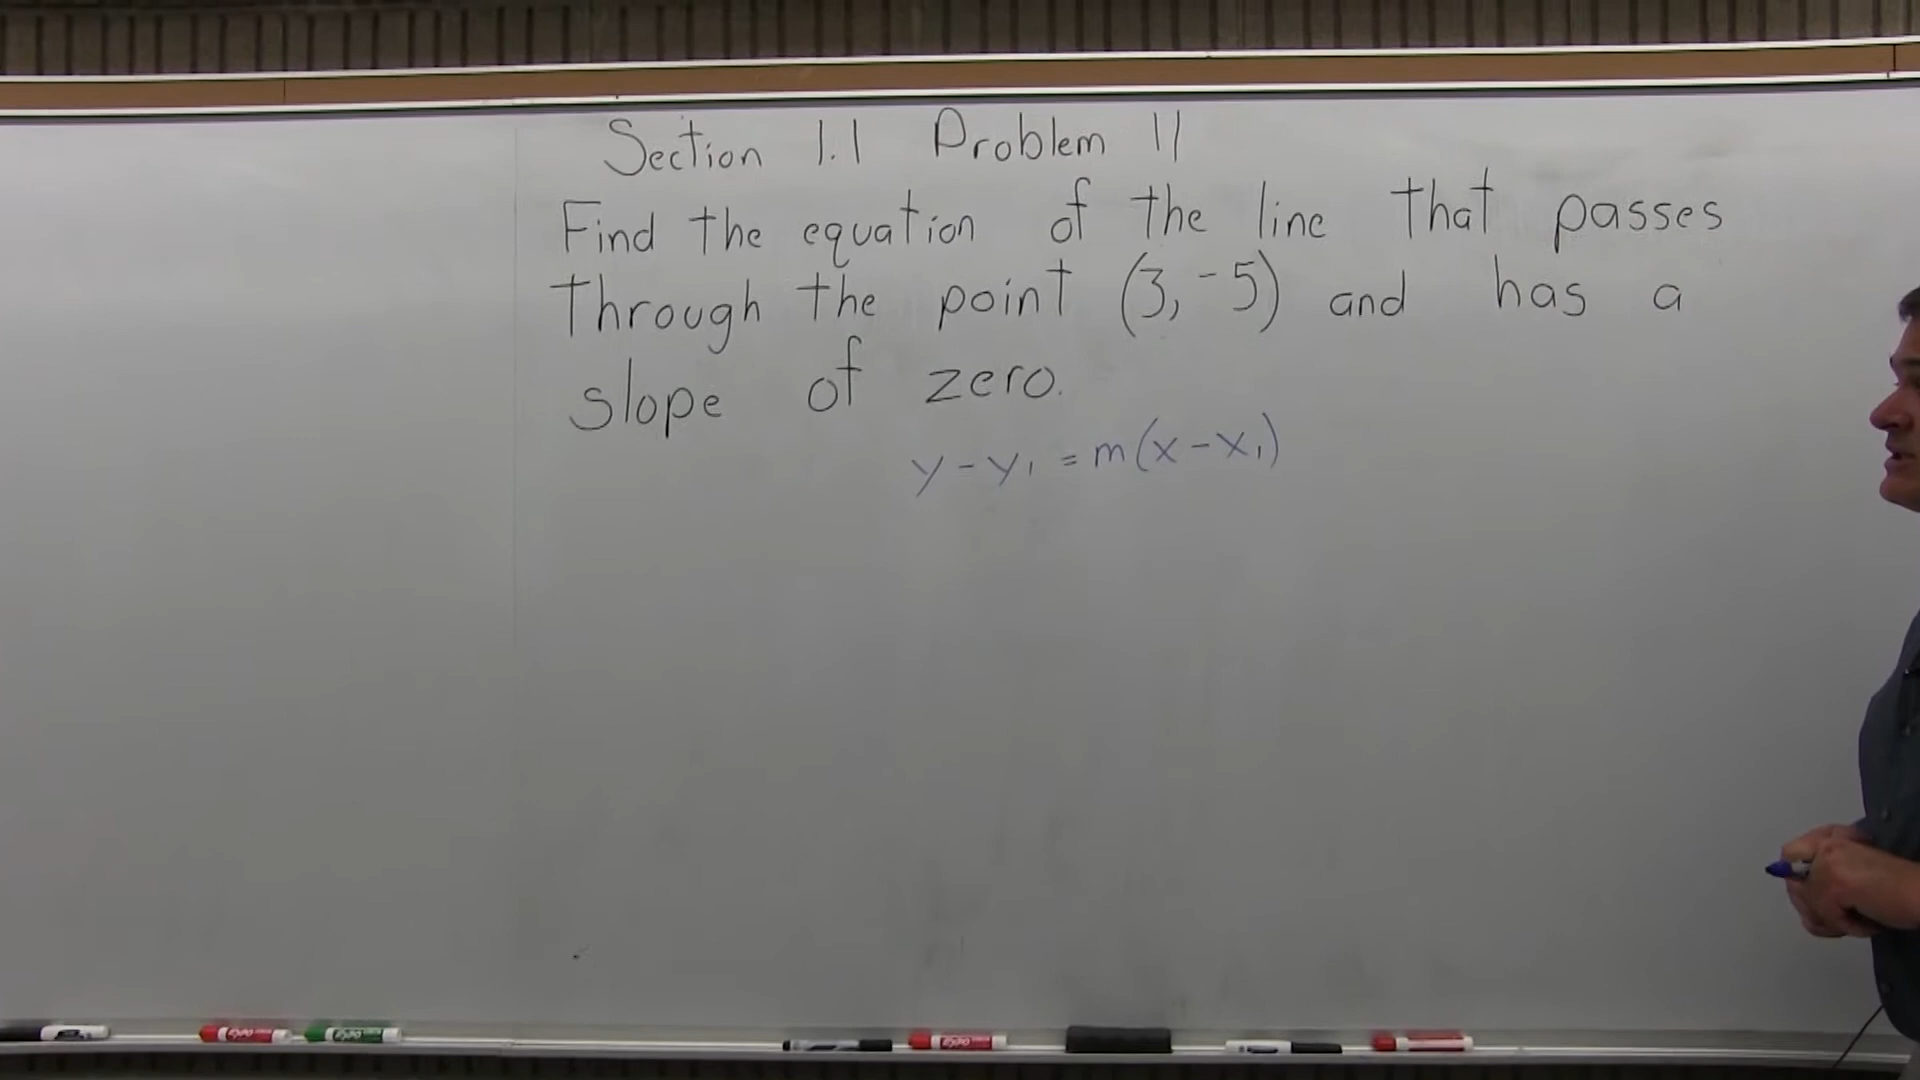 Section 1.1 Problem 11
Find the equation of the line that passes
through the point (3, -5) and has a
slope of zero.
y - y₁ = m(x - x₁)